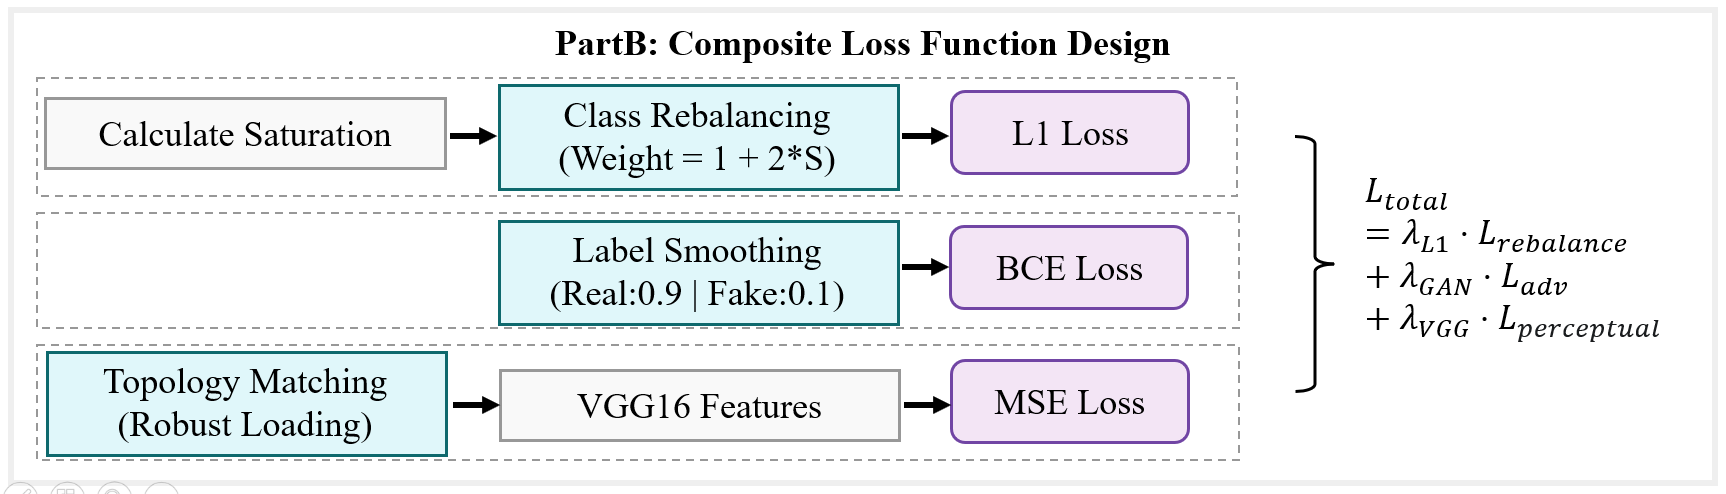 PartB: Composite Loss Function Design
Calculate Saturation
Class Rebalancing
(Weight = 1 + 2*S)
L1 Loss
Label Smoothing
(Real:0.9 | Fake:0.1)
BCE Loss
Topology Matching
(Robust Loading)
VGG16 Features
MSE Loss
L_total
= λ_L1 · L_rebalance
+ λ_GAN · L_adv
+ λ_VGG · L_perceptual